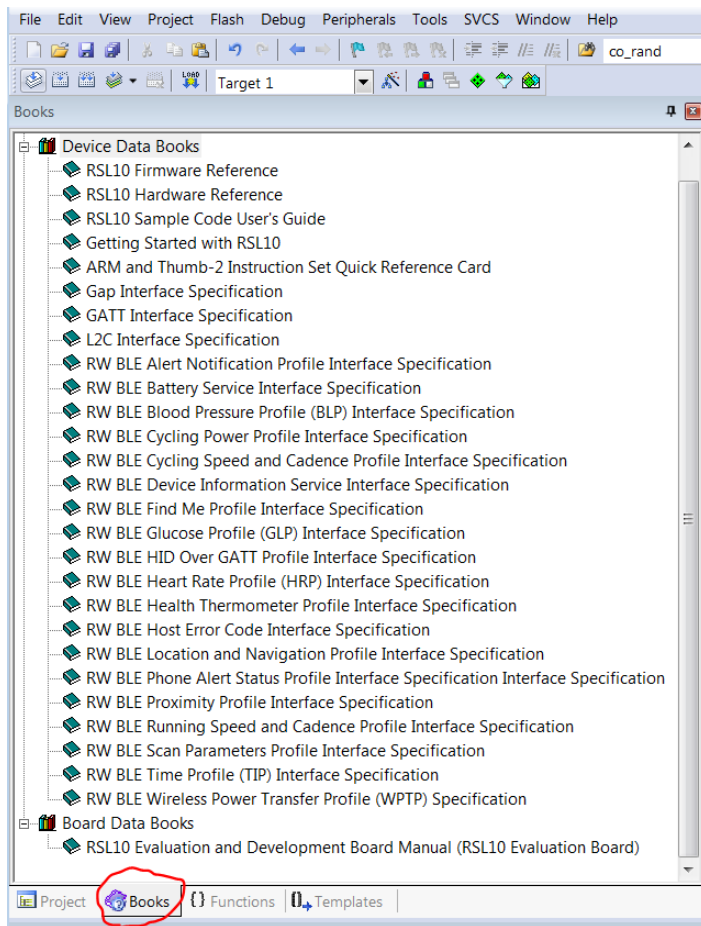 File Edit View Project Flash Debug Peripherals Tools SVCS Window Help
co_rand
LOAD Target 1
Books
Device Data Books
RSL10 Firmware Reference
RSL10 Hardware Reference
RSL10 Sample Code User's Guide
Getting Started with RSL10
ARM and Thumb-2 Instruction Set Quick Reference Card
Gap Interface Specification
GATT Interface Specification
L2C Interface Specification
RW BLE Alert Notification Profile Interface Specification
RW BLE Battery Service Interface Specification
RW BLE Blood Pressure Profile (BLP) Interface Specification
RW BLE Cycling Power Profile Interface Specification
RW BLE Cycling Speed and Cadence Profile Interface Specification
RW BLE Device Information Service Interface Specification
RW BLE Find Me Profile Interface Specification
RW BLE Glucose Profile (GLP) Interface Specification
RW BLE HID Over GATT Profile Interface Specification
RW BLE Heart Rate Profile (HRP) Interface Specification
RW BLE Health Thermometer Profile Interface Specification
RW BLE Host Error Code Interface Specification
RW BLE Location and Navigation Profile Interface Specification
RW BLE Phone Alert Status Profile Interface Specification Interface Specification
RW BLE Proximity Profile Interface Specification
RW BLE Running Speed and Cadence Profile Interface Specification
RW BLE Scan Parameters Profile Interface Specification
RW BLE Time Profile (TIP) Interface Specification
RW BLE Wireless Power Transfer Profile (WPTP) Specification
Board Data Books
RSL10 Evaluation and Development Board Manual (RSL10 Evaluation Board)
Project Books {} Functions Templates